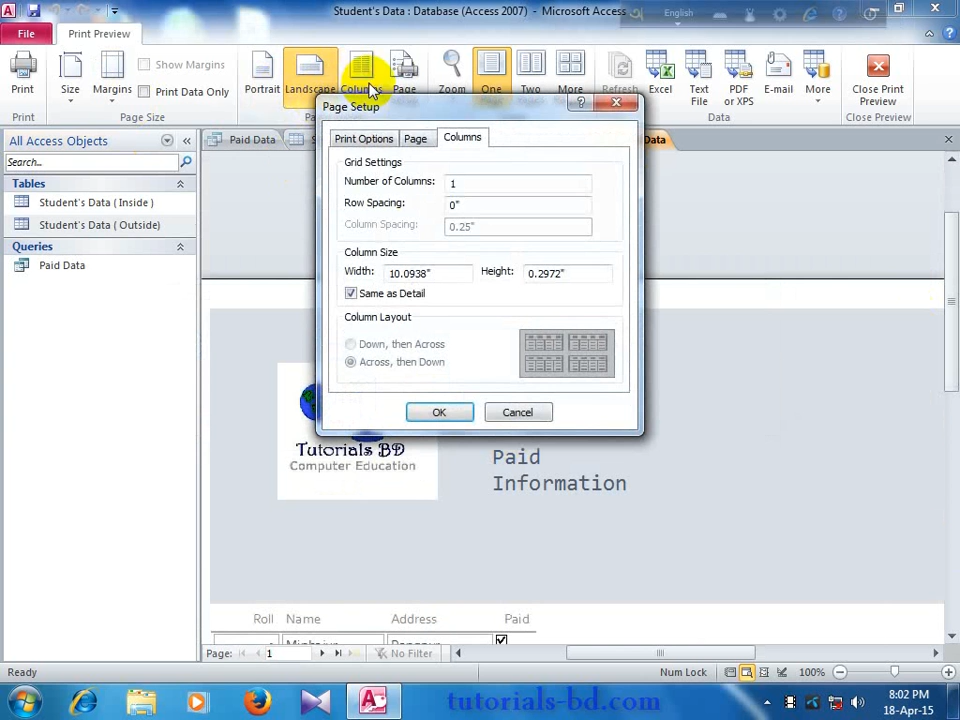 Student's Data : Database (Access 2007) - Microsoft Access
English
File
Print Preview
Show Margins
Print Data Only
Print
Size
Margins
Portrait
Landscape
Columns
Page
Zoom
One
Two
More
Refresh
Excel
Text File
PDF or XPS
E-mail
More
Close Print Preview
Print
Page Size
Data
Close Preview
Page Setup
All Access Objects
Search...
Tables
Student's Data ( Inside )
Student's Data ( Outside)
Queries
Paid Data
Paid Data
Data
Print Options
Page
Columns
Grid Settings
Number of Columns: 1
Row Spacing: 0"
Column Spacing: 0.25"
Column Size
Width: 10.0938" Height: 0.2972"
Same as Detail
Column Layout
Down, then Across
Across, then Down
OK
Cancel
Tutorials BD
Computer Education
Paid
Information
Roll Name Address Paid
Page: 1
No Filter
Ready
Num Lock
100%
tutorials-bd.com
8:02 PM
18-Apr-15